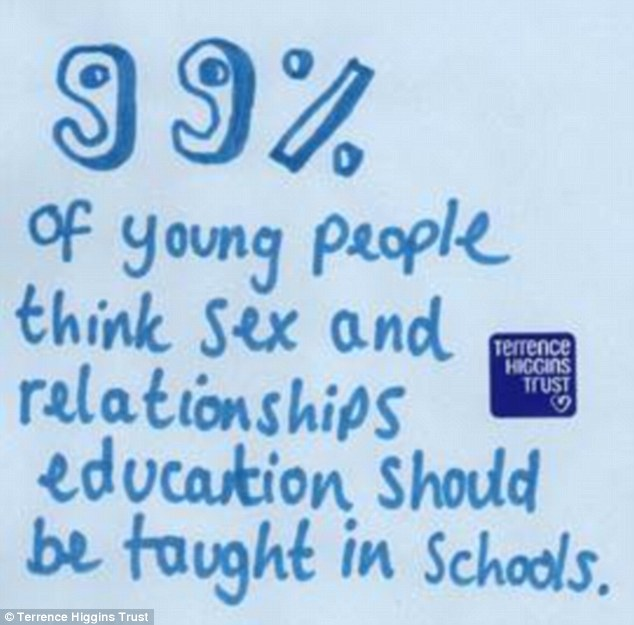 99%
of young people
think sex and
relationships
education should
be taught in schools.
Terrence
HIGGINS
TRUST
© Terrence Higgins Trust